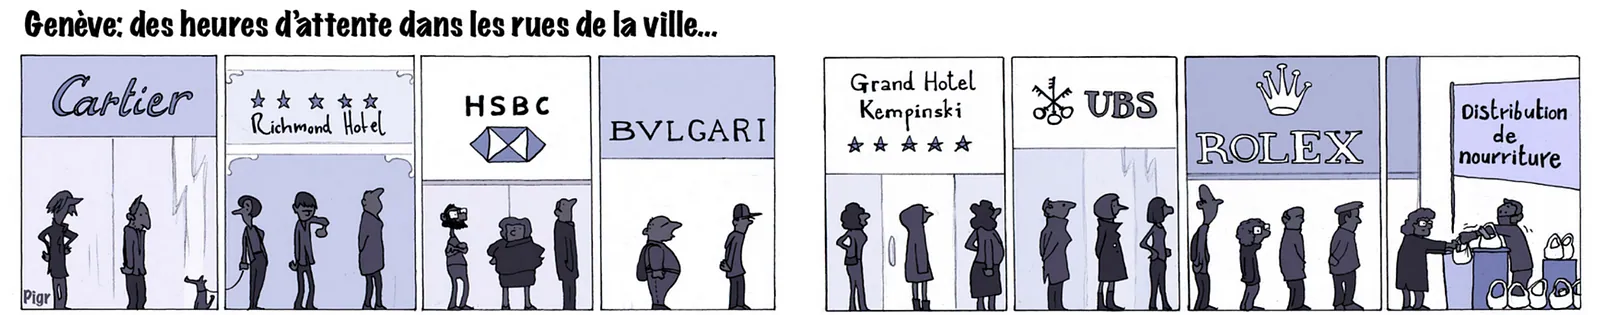 Genève: des heures d'attente dans les rues de la ville...
Cartier
Richmond Hotel
HSBC
BVLGARI
Grand Hotel
Kempinski
UBS
ROLEX
Distribution
de
nourriture
Pigr